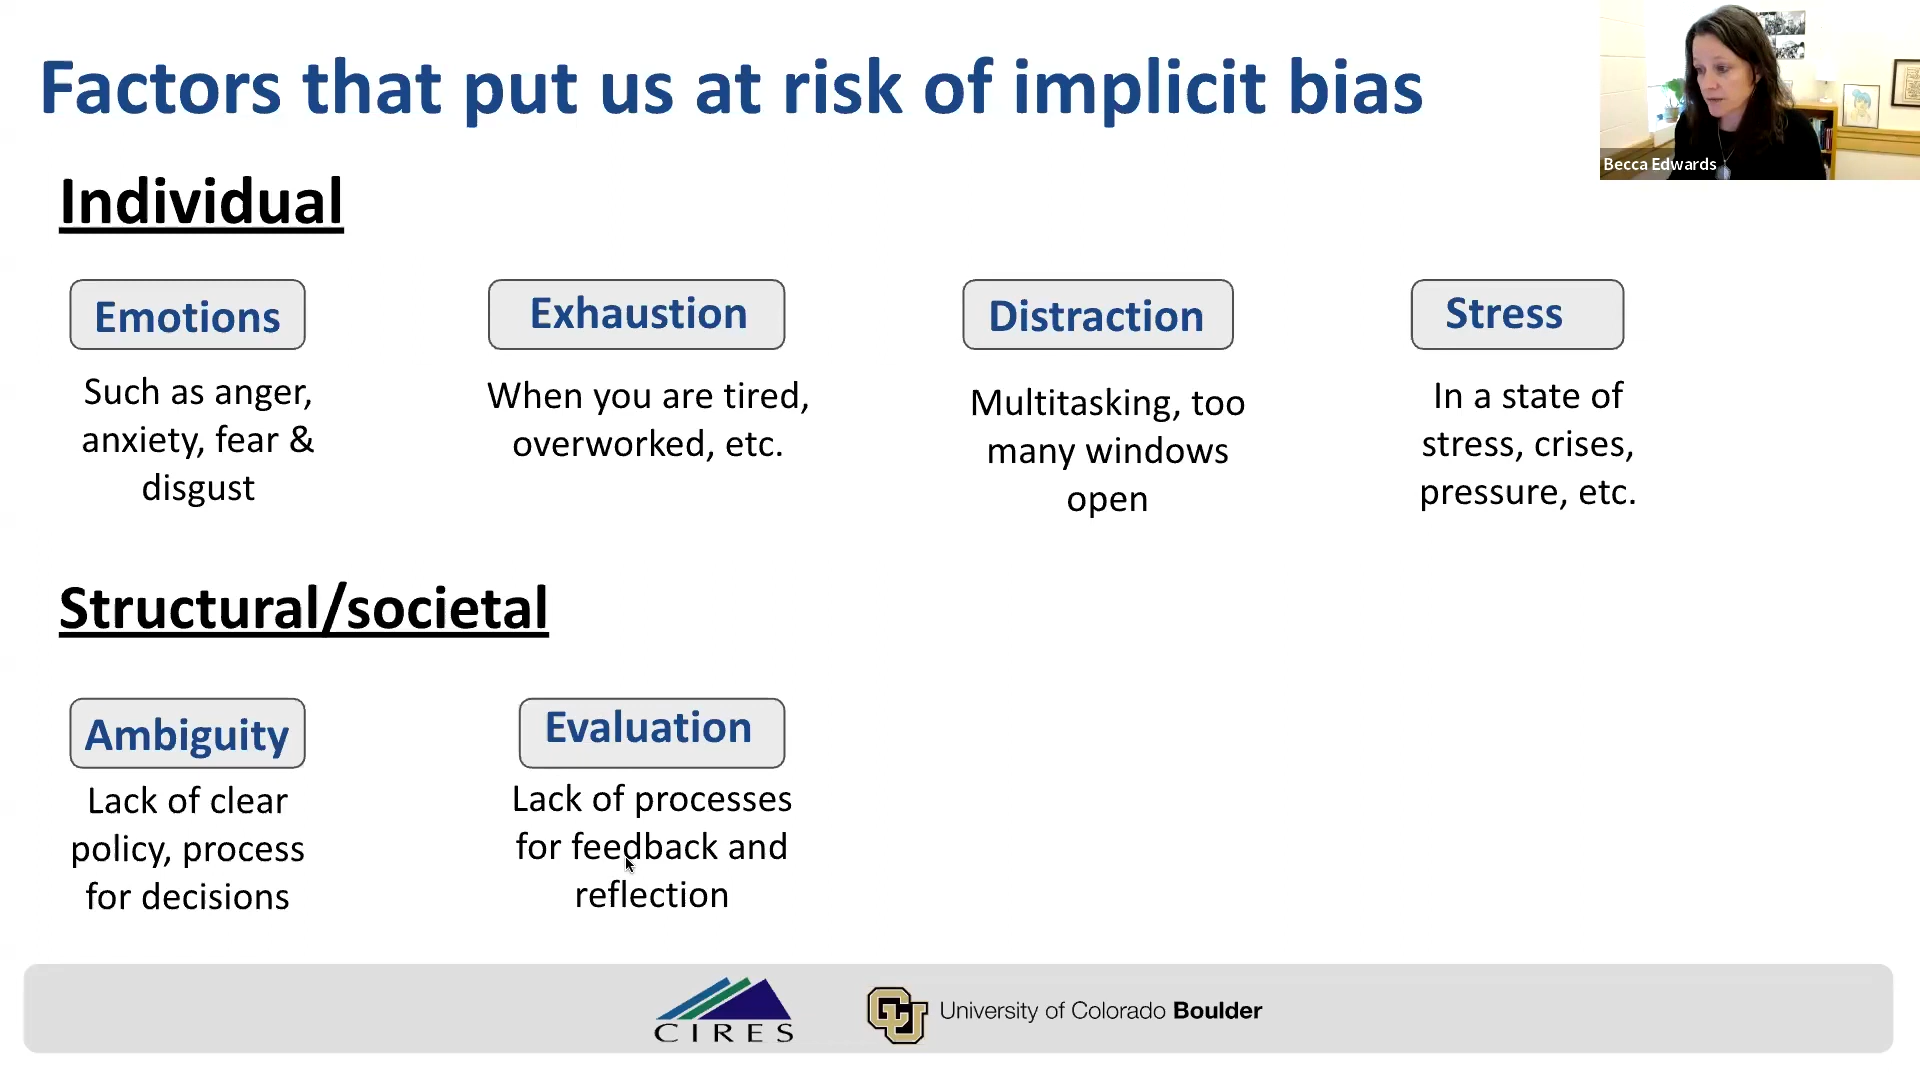 Factors that put us at risk of implicit bias
Becca Edwards
Individual
Emotions
Such as anger,
anxiety, fear &
disgust
Exhaustion
When you are tired,
overworked, etc.
Distraction
Multitasking, too
many windows
open
Stress
In a state of
stress, crises,
pressure, etc.
Structural/societal
Ambiguity
Lack of clear
policy, process
for decisions
Evaluation
Lack of processes
for feedback and
reflection
CIRES
CU
University of Colorado Boulder